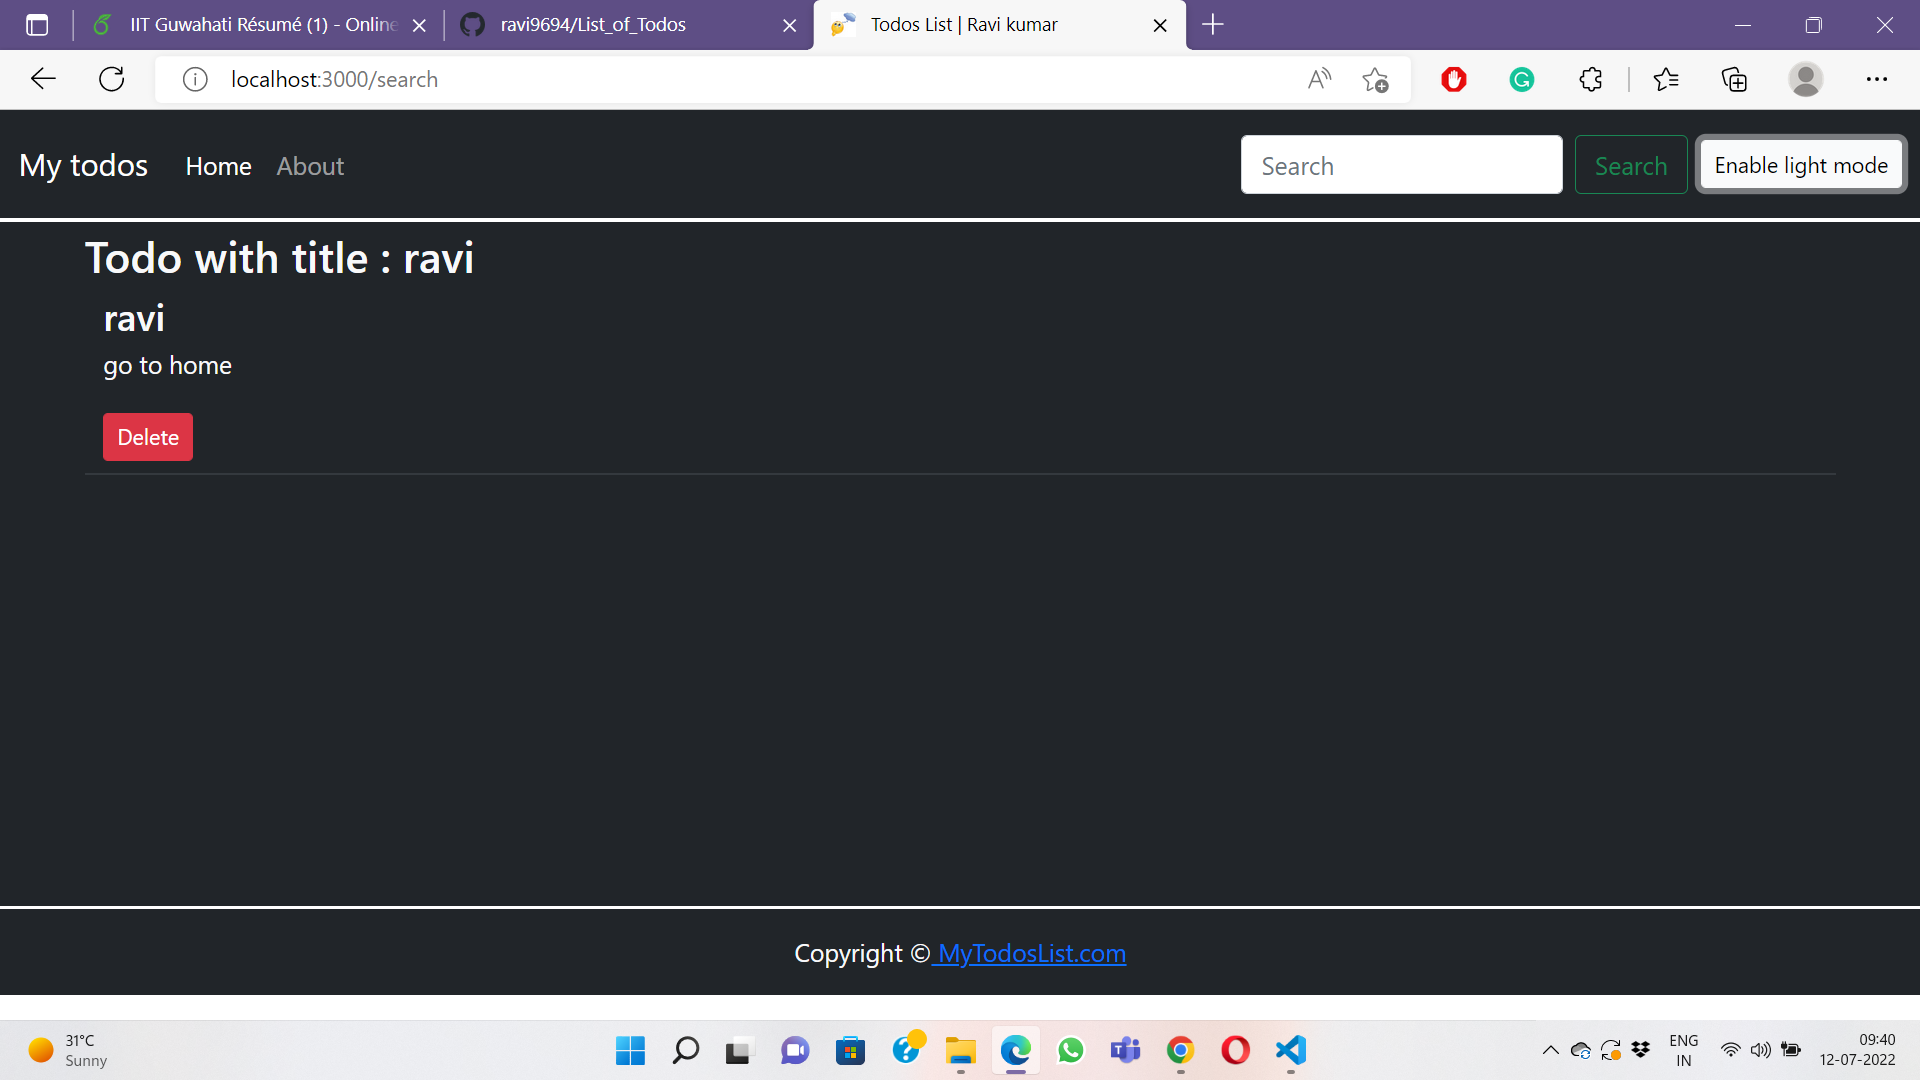 IIT Guwahati Résumé (1) - Online
ravi9694/List_of_Todos
Todos List | Ravi kumar
localhost:3000/search
My todos
Home
About
Search
Search
Enable light mode
Todo with title : ravi
ravi
go to home
Delete
Copyright © MyTodosList.com
31°C
Sunny
ENG
IN
09:40
12-07-2022